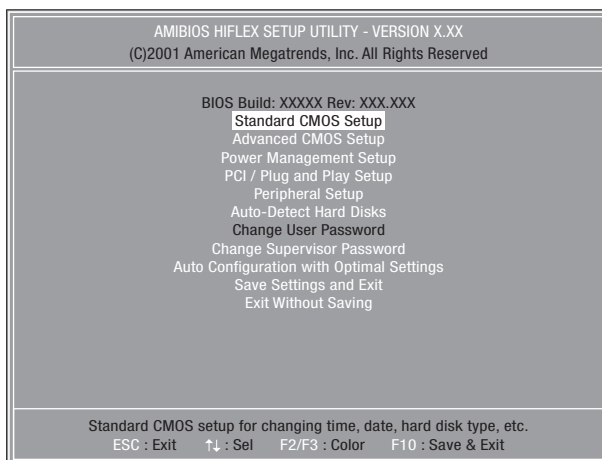 AMIBIOS HIFLEX SETUP UTILITY - VERSION X.XX
(C)2001 American Megatrends, Inc. All Rights Reserved
BIOS Build: XXXXX Rev: XXX.XXX
Standard CMOS Setup
Advanced CMOS Setup
Power Management Setup
PCI / Plug and Play Setup
Peripheral Setup
Auto-Detect Hard Disks
Change User Password
Change Supervisor Password
Auto Configuration with Optimal Settings
Save Settings and Exit
Exit Without Saving
Standard CMOS setup for changing time, date, hard disk type, etc.
ESC : Exit ↑↓ : Sel F2/F3 : Color F10 : Save & Exit